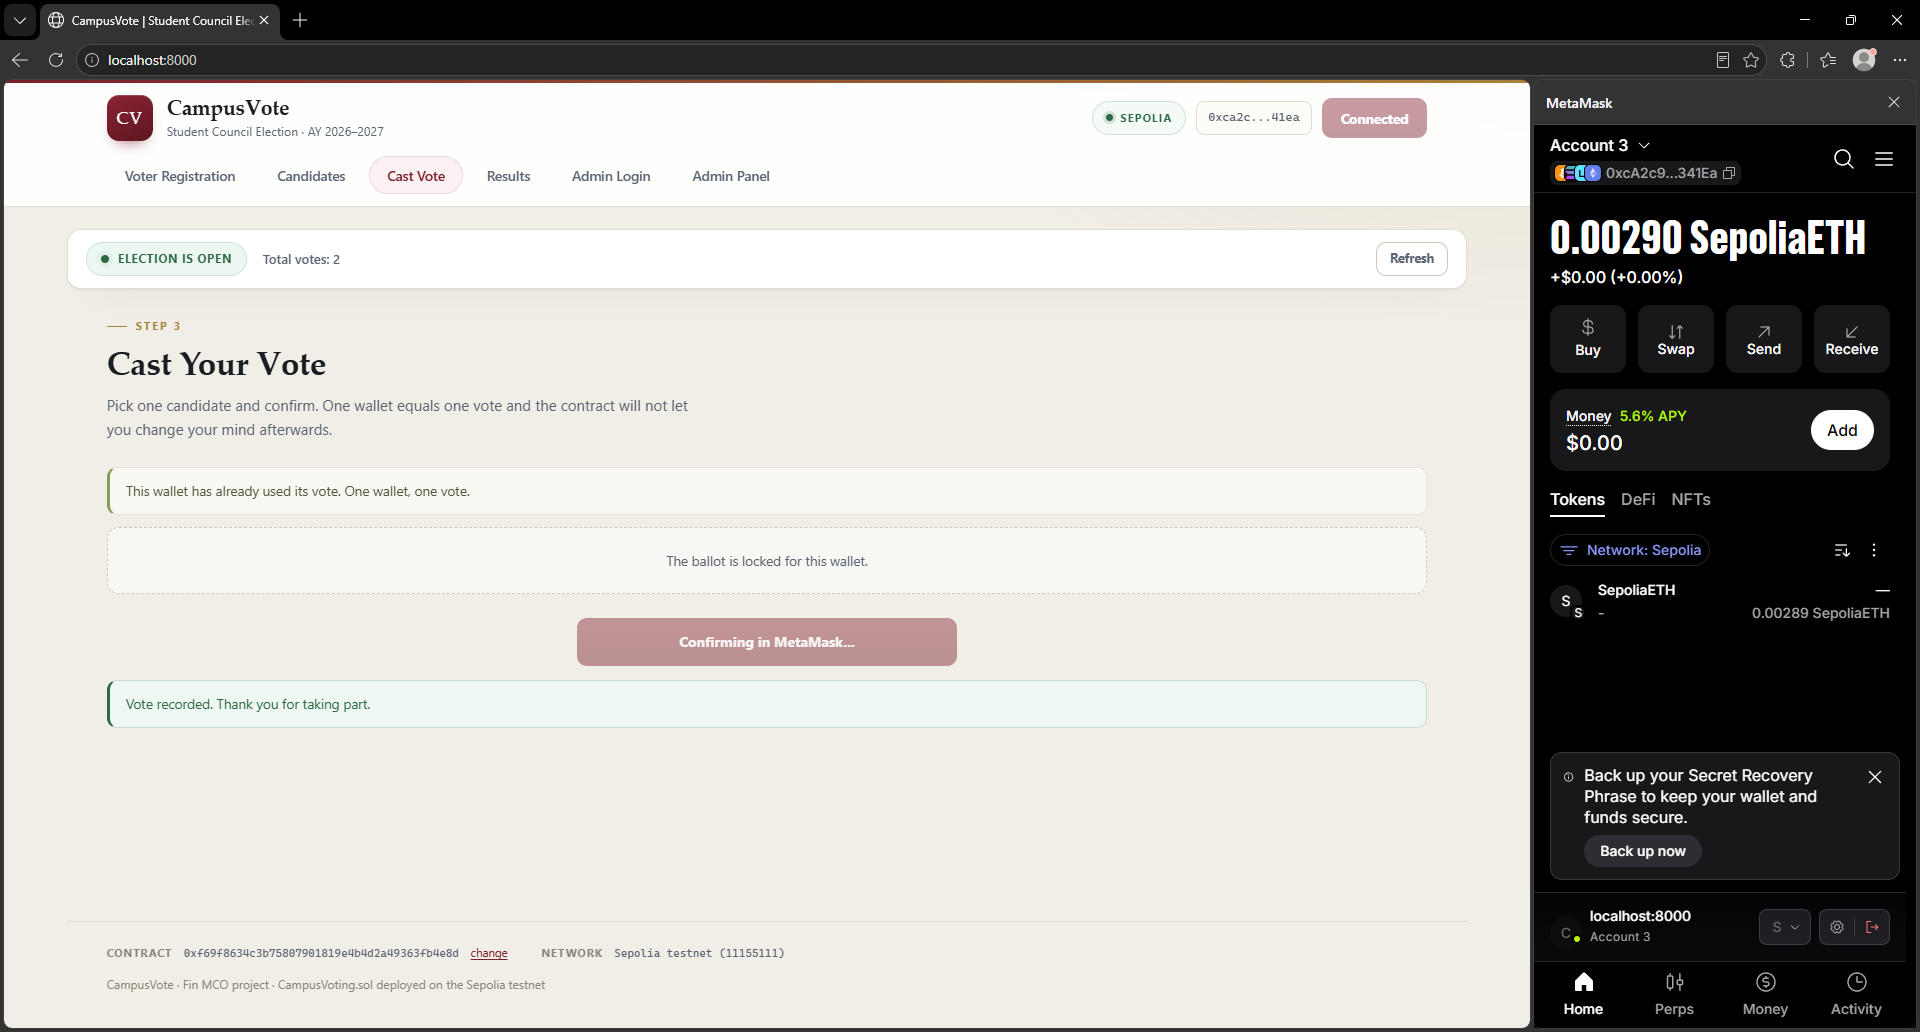 CampusVote | Student Council Ele
localhost:8000
CV
CampusVote
Student Council Election · AY 2026–2027
SEPOLIA
0xca2c...41ea
Connected
Voter Registration
Candidates
Cast Vote
Results
Admin Login
Admin Panel
ELECTION IS OPEN
Total votes: 2
Refresh
STEP 3
Cast Your Vote
Pick one candidate and confirm. One wallet equals one vote and the contract will not let
you change your mind afterwards.
This wallet has already used its vote. One wallet, one vote.
The ballot is locked for this wallet.
Confirming in MetaMask...
Vote recorded. Thank you for taking part.
CONTRACT 0xf69f8634c3b75807901819e4b4d2a49363fb4e8d change NETWORK Sepolia testnet (11155111)
CampusVote · Fin MCO project · CampusVoting.sol deployed on the Sepolia testnet
MetaMask
Account 3
0xcA2c9...341Ea
0.00290 SepoliaETH
+$0.00 (+0.00%)
Buy
Swap
Send
Receive
Money 5.6% APY
$0.00
Add
Tokens
DeFi
NFTs
Network: Sepolia
S
S
SepoliaETH
-
—
0.00289 SepoliaETH
Back up your Secret Recovery
Phrase to keep your wallet and
funds secure.
Back up now
C
localhost:8000
Account 3
S
Home
Perps
Money
Activity